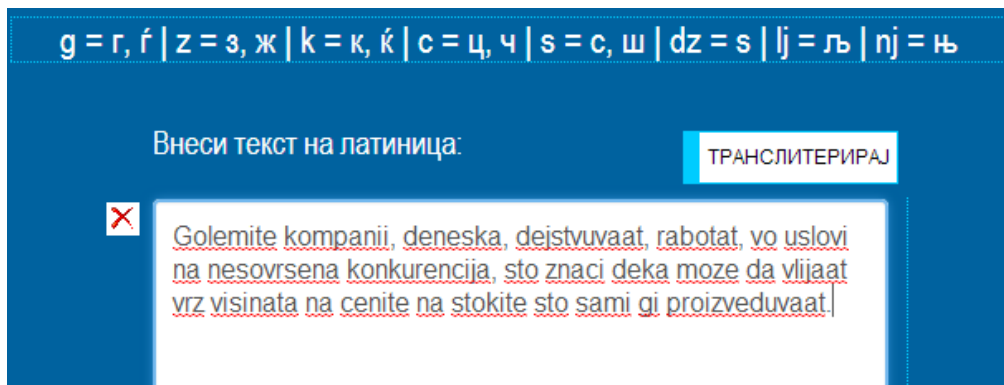 g = г, ѓ | z = з, ж | k = к, ќ | c = ц, ч | s = с, ш | dz = ѕ | lj = љ | nj = њ
Внеси текст на латиница:
ТРАНСЛИТЕРИРАЈ
Golemite kompanii, deneska, dejstvuvaat, rabotat, vo uslovi
na nesovrsena konkurencija, sto znaci deka moze da vlijaat
vrz visinata na cenite na stokite sto sami gi proizveduvaat.